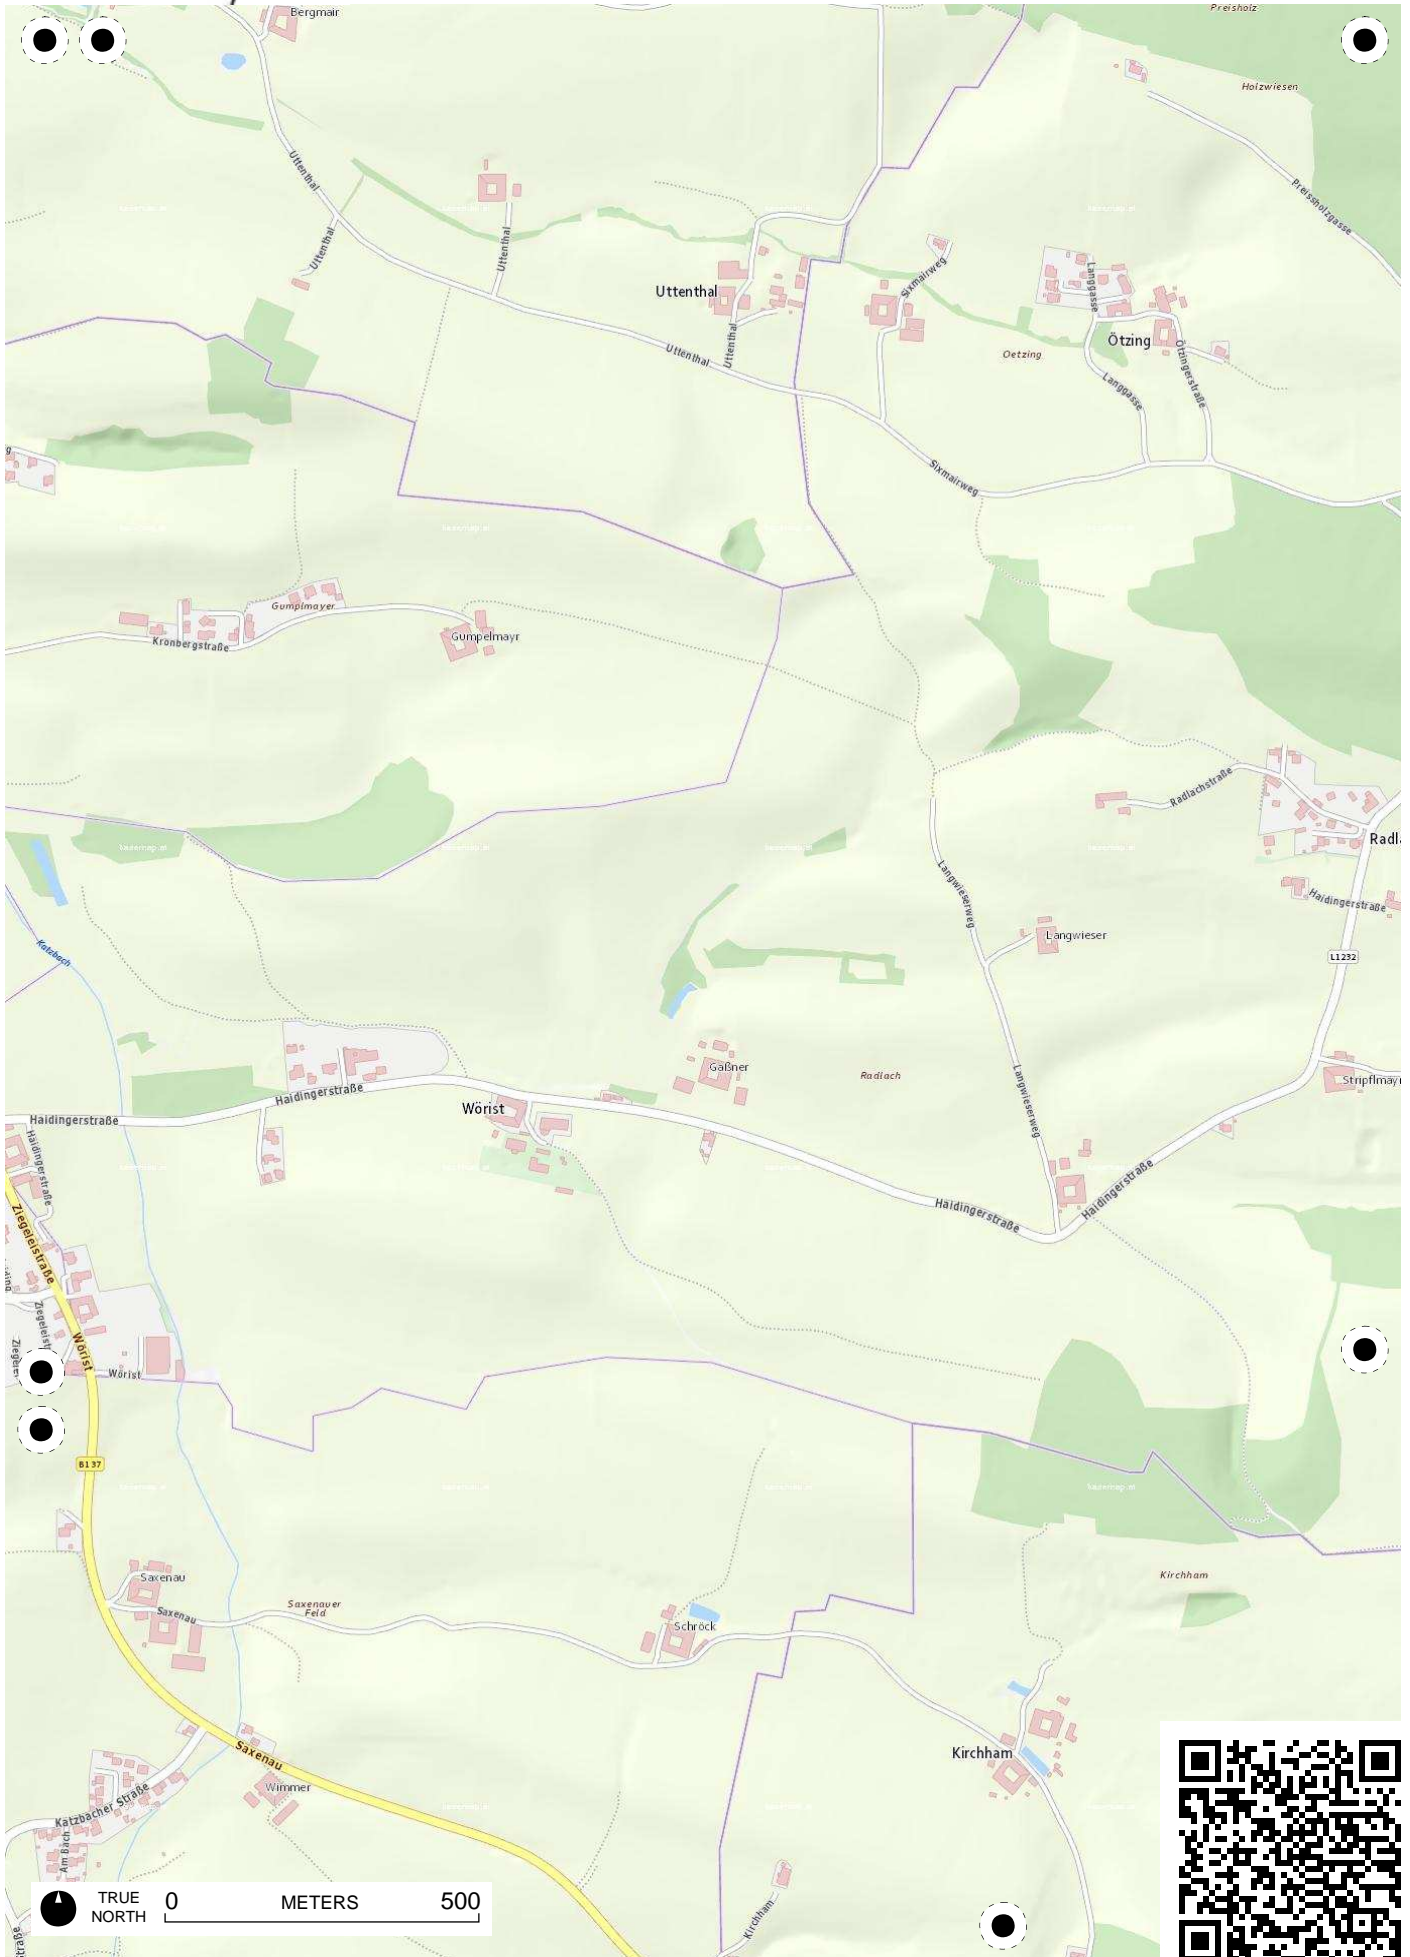 Bergmair
Preisholz
Holzwiesen
Uttenthal
Preissholzgasse
Uttenthal
Uttenthal
Sixmairweg
Langgasse
Uttenthal
Uttenthal
Uttenthal
Ötzing
Oetzing
Ötzingerstraße
Langgasse
Sixmairweg
Gumplmayer
Kronbergstraße
Gumpelmayr
Radlachstraße
Radla
Langwieserweg
Haidingerstraße
Langwieser
Katzbach
L1232
Gaßner
Radlach
Stripflmayr
Haidingerstraße
Wörist
Langwieserweg
Haidingerstraße
Haidingerstraße
Haidingerstraße
Haidingerstraße
Ziegeleistraße
Ziegeleist
Wörist
Wörist
B137
Saxenau
Kirchham
Saxenau
Saxenauer
Feld
Schröck
Kirchham
Saxenau
Wimmer
Katzbacher Straße
Am Bach
Kirchham
TRUE
NORTH
0 METERS 500
straße